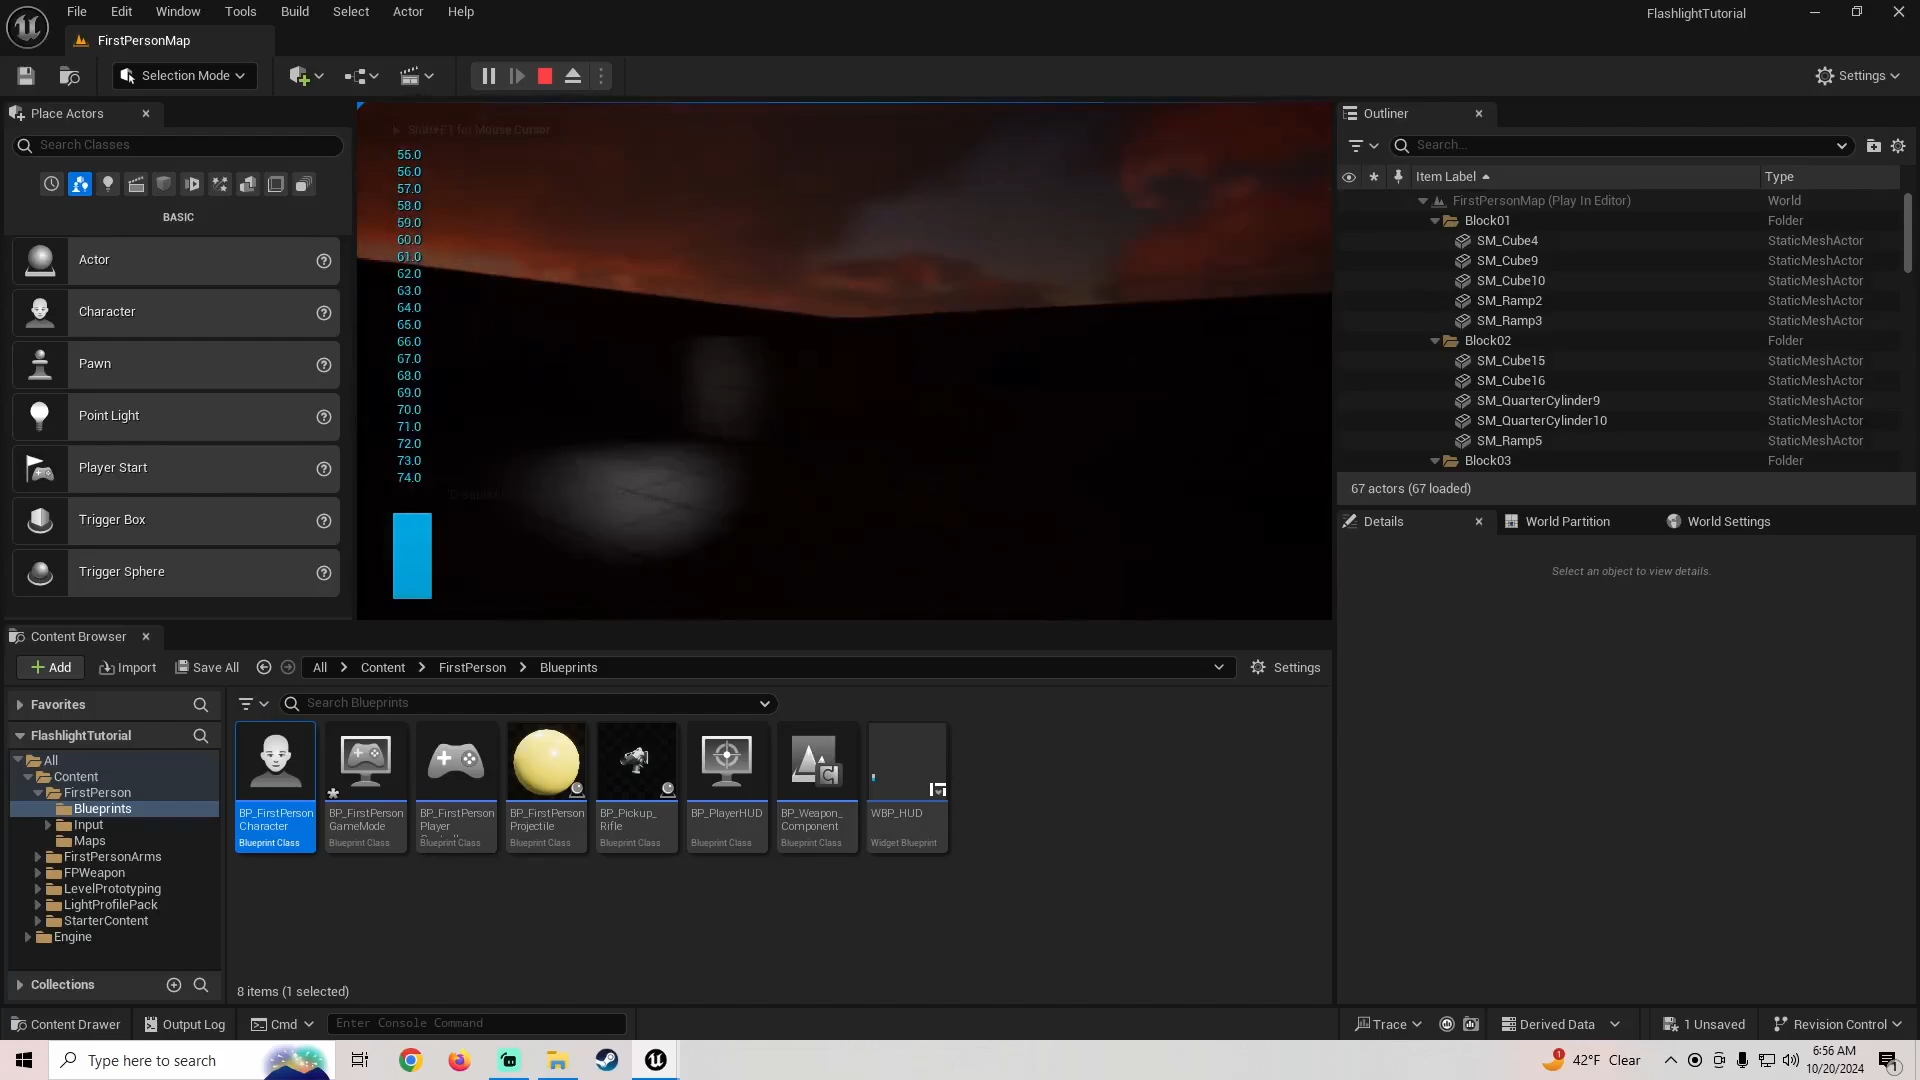 File Edit Window Tools Build Select Actor Help
FlashlightTutorial
FirstPersonMap
Selection Mode
Settings
Place Actors
Search Classes
BASIC
Actor
Character
Pawn
Point Light
Player Start
Trigger Box
Trigger Sphere
Shift+F1 for Mouse Cursor
55.0
56.0
57.0
58.0
59.0
60.0
61.0
62.0
63.0
64.0
65.0
66.0
67.0
68.0
69.0
70.0
71.0
72.0
73.0
74.0
Outliner
Search...
Item Label Type
FirstPersonMap (Play In Editor) World
Block01 Folder
SM_Cube4 StaticMeshActor
SM_Cube9 StaticMeshActor
SM_Cube10 StaticMeshActor
SM_Ramp2 StaticMeshActor
SM_Ramp3 StaticMeshActor
Block02 Folder
SM_Cube15 StaticMeshActor
SM_Cube16 StaticMeshActor
SM_QuarterCylinder9 StaticMeshActor
SM_QuarterCylinder10 StaticMeshActor
SM_Ramp5 StaticMeshActor
Block03 Folder
67 actors (67 loaded)
Details World Partition World Settings
Select an object to view details.
Content Browser
Add Import Save All All Content FirstPerson Blueprints Settings
Favorites
Search Blueprints
FlashlightTutorial
All
Content
FirstPerson
Blueprints
Input
Maps
FirstPersonArms
FPWeapon
LevelPrototyping
LightProfilePack
StarterContent
Engine
Collections
BP_FirstPerson
Character
Blueprint Class
BP_FirstPerson
GameMode
Blueprint Class
BP_FirstPerson
Player
Blueprint Class
BP_FirstPerson
Projectile
Blueprint Class
BP_Pickup_
Rifle
Blueprint Class
BP_PlayerHUD
Blueprint Class
BP_Weapon_
Component
Blueprint Class
WBP_HUD
Widget Blueprint
8 items (1 selected)
Content Drawer Output Log Cmd Enter Console Command Trace Derived Data 1 Unsaved Revision Control
Type here to search
1
42°F Clear
6:56 AM
10/20/2024
1